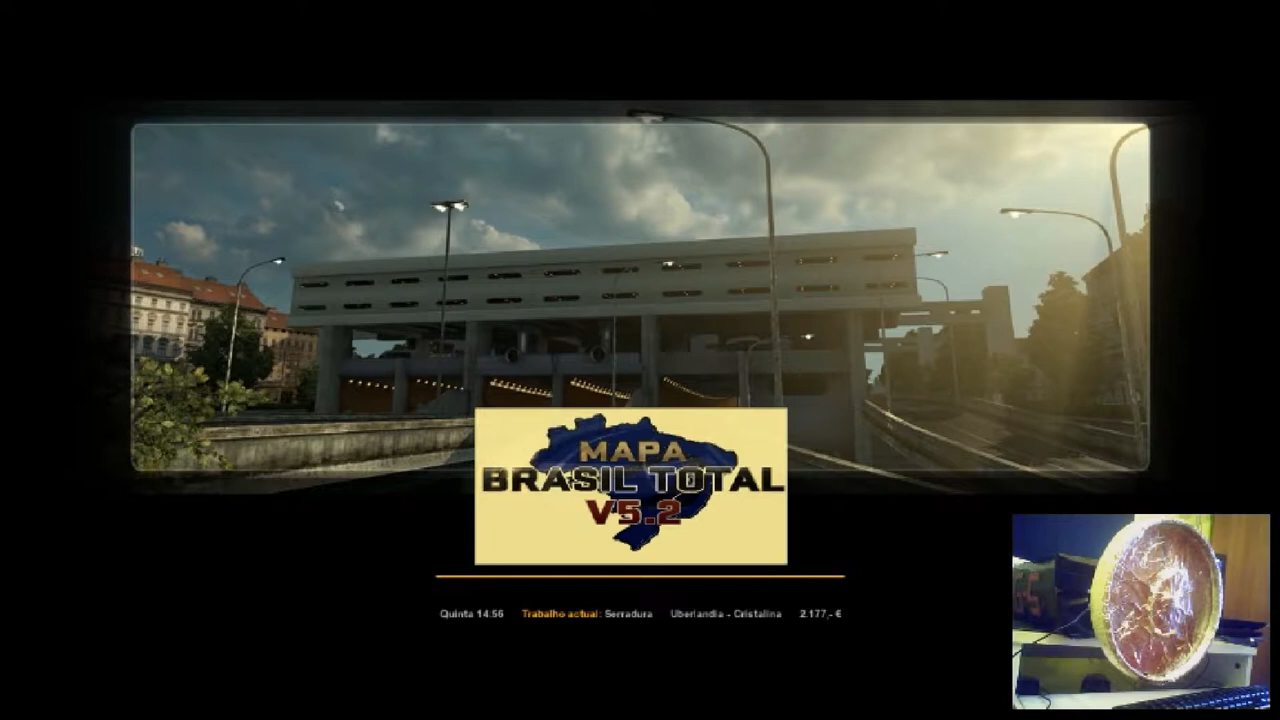 MAPA
BRASIL TOTAL
V5.2
Quinta 14:56 Trabalho actual: Serradura Uberlandia - Cristalina 2.177,- €